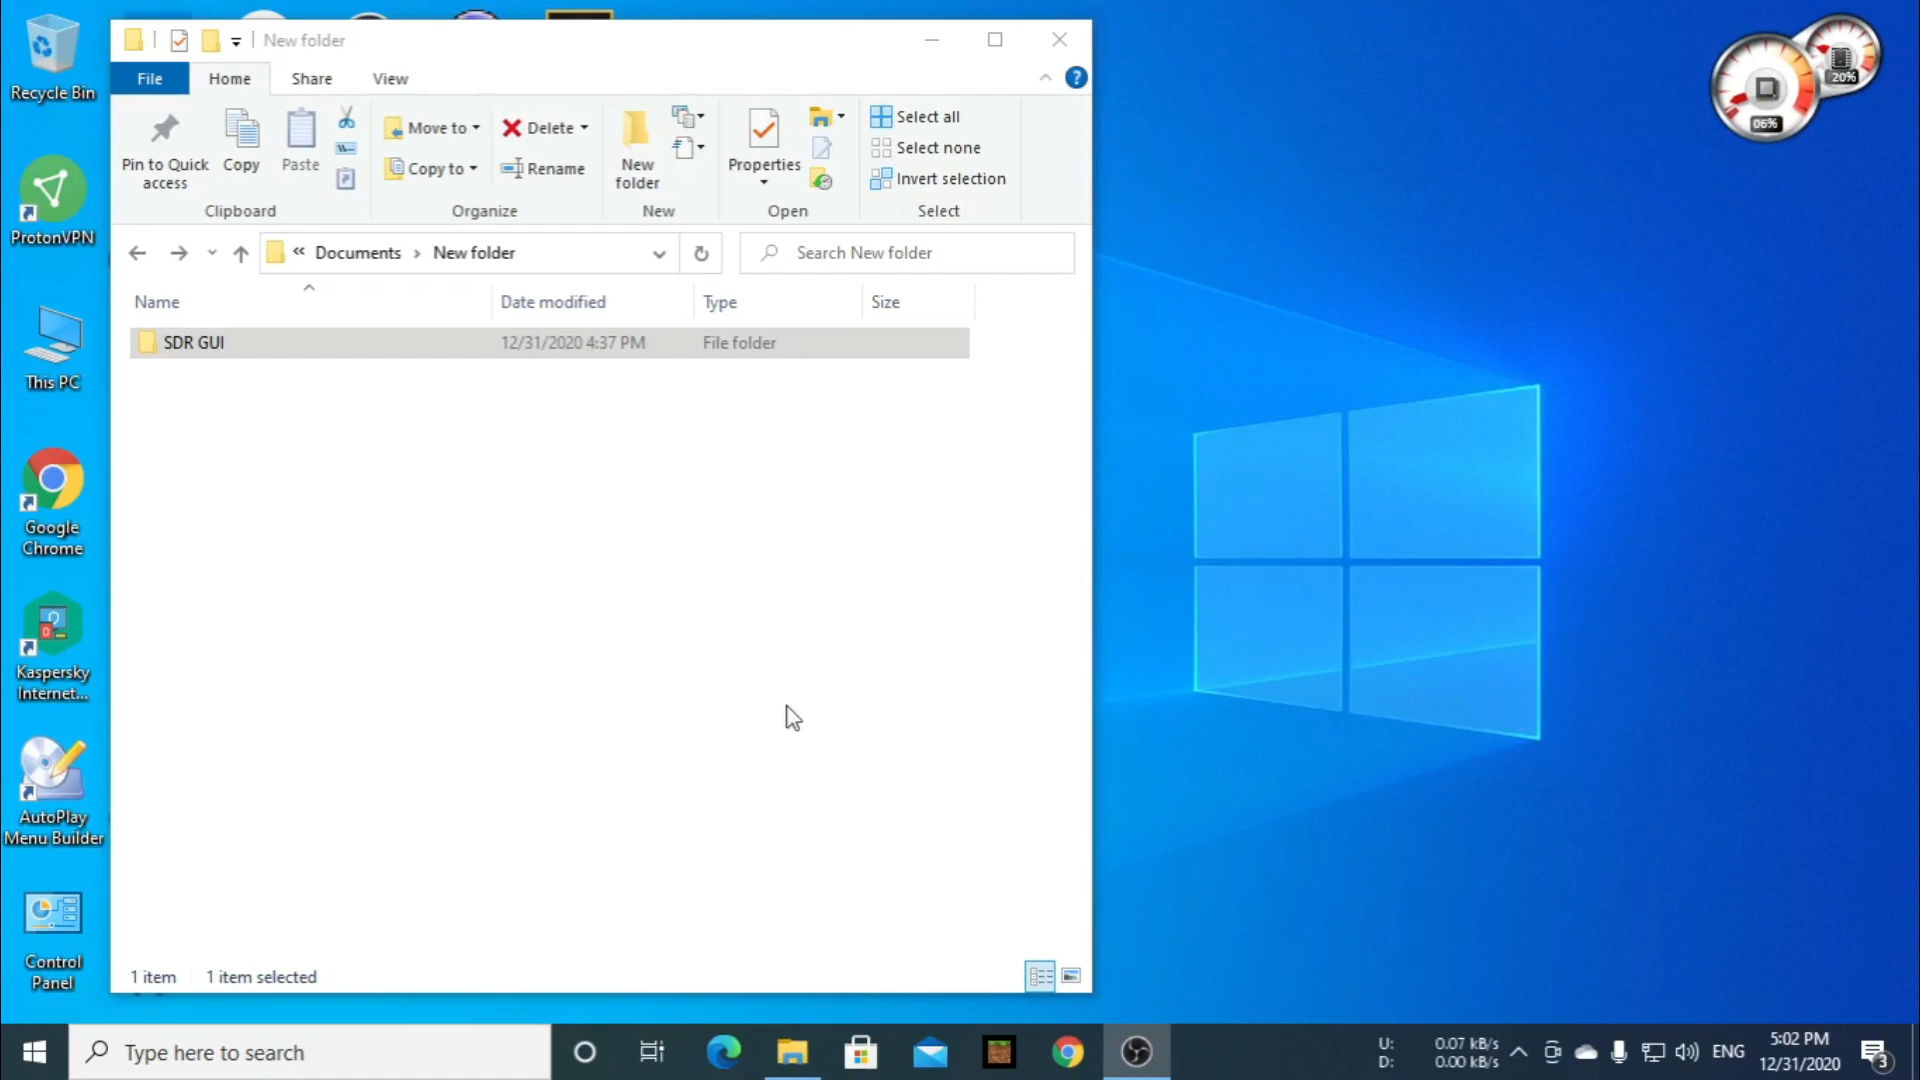 Recycle Bin
ProtonVPN
This PC
Google
Chrome
Kaspersky
Internet...
AutoPlay
Menu Builder
Control
Panel
New folder
File Home Share View
Pin to Quick
access
Copy
Paste
Move to
Copy to
Delete
Rename
New
folder
Properties
Select all
Select none
Invert selection
Clipboard Organize New Open Select
« Documents › New folder
Search New folder
Name Date modified Type Size
SDR GUI 12/31/2020 4:37 PM File folder
1 item 1 item selected
20%
06%
Type here to search
U: 0.07 kB/s
D: 0.00 kB/s
ENG
5:02 PM
12/31/2020
3